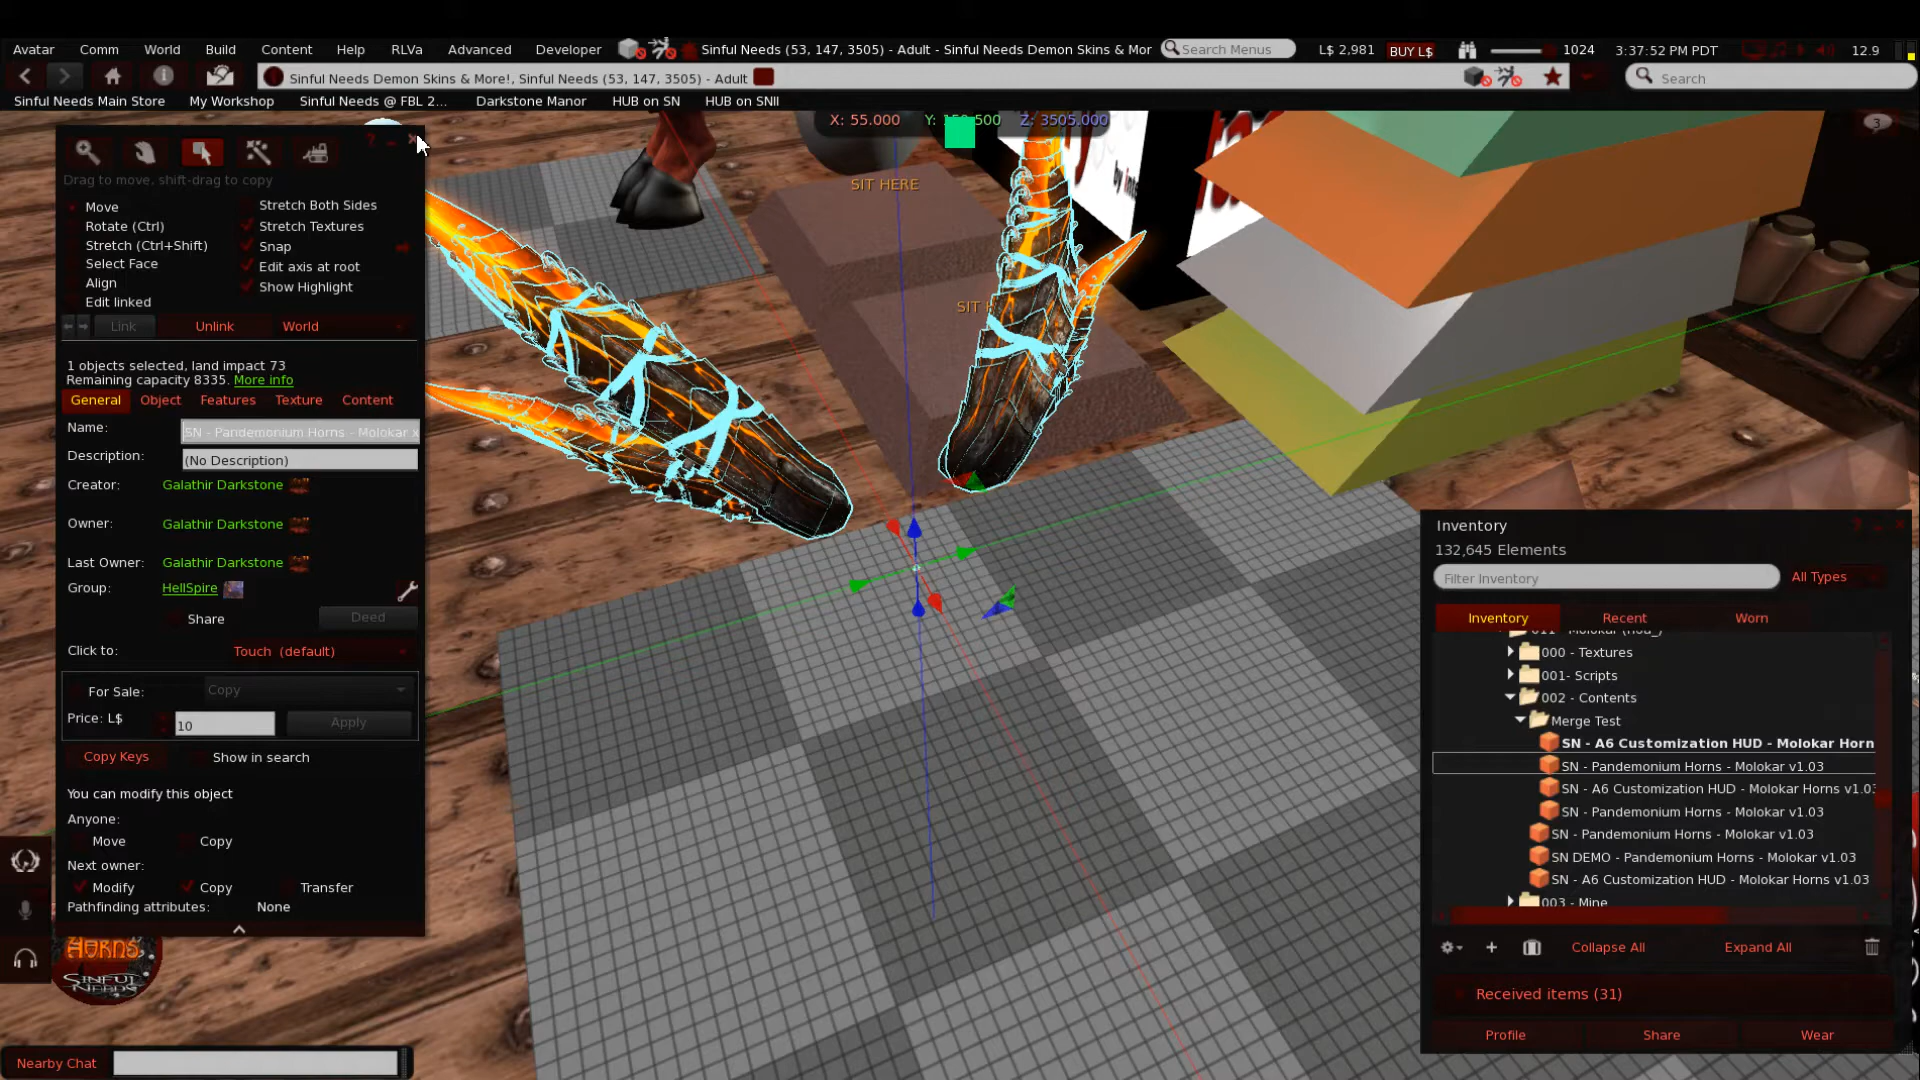 Avatar Comm World Build Content Help RLVa Advanced Developer Sinful Needs (53, 147, 3505) - Adult - Sinful Needs Demon Skins & Mor Search Menus L$ 2,981 BUY L$ 1024 3:37:52 PM PDT 12.9
Sinful Needs Demon Skins & More!, Sinful Needs (53, 147, 3505) - Adult Search
Sinful Needs Main Store My Workshop Sinful Needs @ FBL 2... Darkstone Manor HUB on SN HUB on SNII
X: 55.000 Z: 3505.000
3
Drag to move, shift-drag to copy
SIT HERE
Move
Rotate (Ctrl)
Stretch (Ctrl+Shift)
Select Face
Align
Edit linked
Stretch Both Sides
Stretch Textures
Snap
Edit axis at root
Show Highlight
SIT
Link Unlink World
1 objects selected, land impact 73
Remaining capacity 8335. More info
General Object Features Texture Content
Name: SN - Pandemonium Horns - Molokar
Description: (No Description)
Creator: Galathir Darkstone
Owner: Galathir Darkstone
Last Owner: Galathir Darkstone
Group: HellSpire
Share Deed
Click to: Touch (default)
For Sale: Copy
Price: L$ 10 Apply
Copy Keys Show in search
You can modify this object
Anyone:
Move Copy
Next owner:
Modify Copy Transfer
Pathfinding attributes: None
HORNS
SINFUL
NEEDS
Nearby Chat
Inventory
132,645 Elements
Filter Inventory All Types
Inventory Recent Worn
000 - Textures
001- Scripts
002 - Contents
Merge Test
SN - A6 Customization HUD - Molokar Horn
SN - Pandemonium Horns - Molokar v1.03
SN - A6 Customization HUD - Molokar Horns v1.03
SN - Pandemonium Horns - Molokar v1.03
SN - Pandemonium Horns - Molokar v1.03
SN DEMO - Pandemonium Horns - Molokar v1.03
SN - A6 Customization HUD - Molokar Horns v1.03
003 - Mine
Collapse All Expand All
Received items (31)
Profile Share Wear